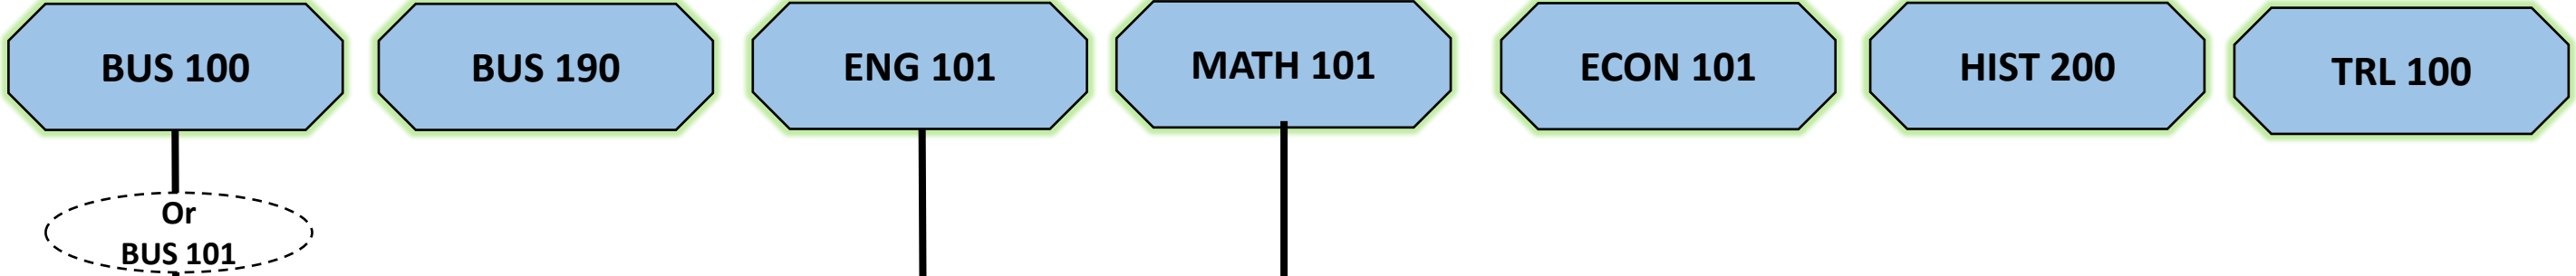 BUS 100
BUS 190
ENG 101
MATH 101
ECON 101
HIST 200
TRL 100
Or
BUS 101